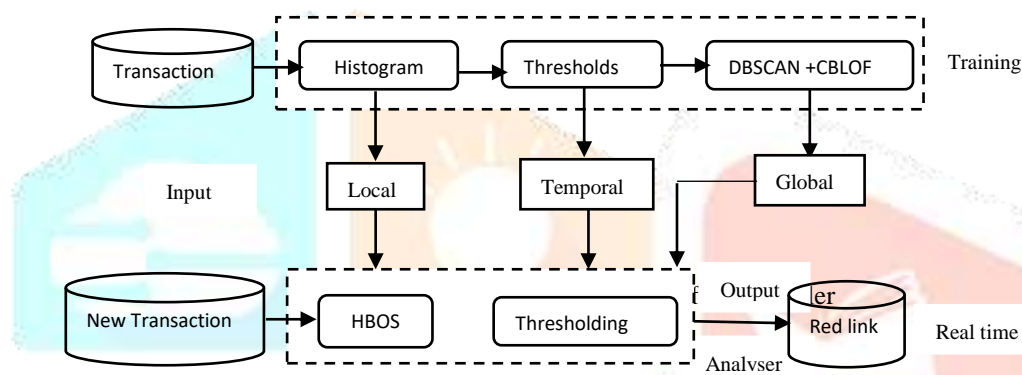 Transaction
Histogram
Thresholds
DBSCAN +CBLOF
Training
Input
Local
Temporal
Global
New Transaction
HBOS
Thresholding
Output
er
Red link
Real time
Analyser